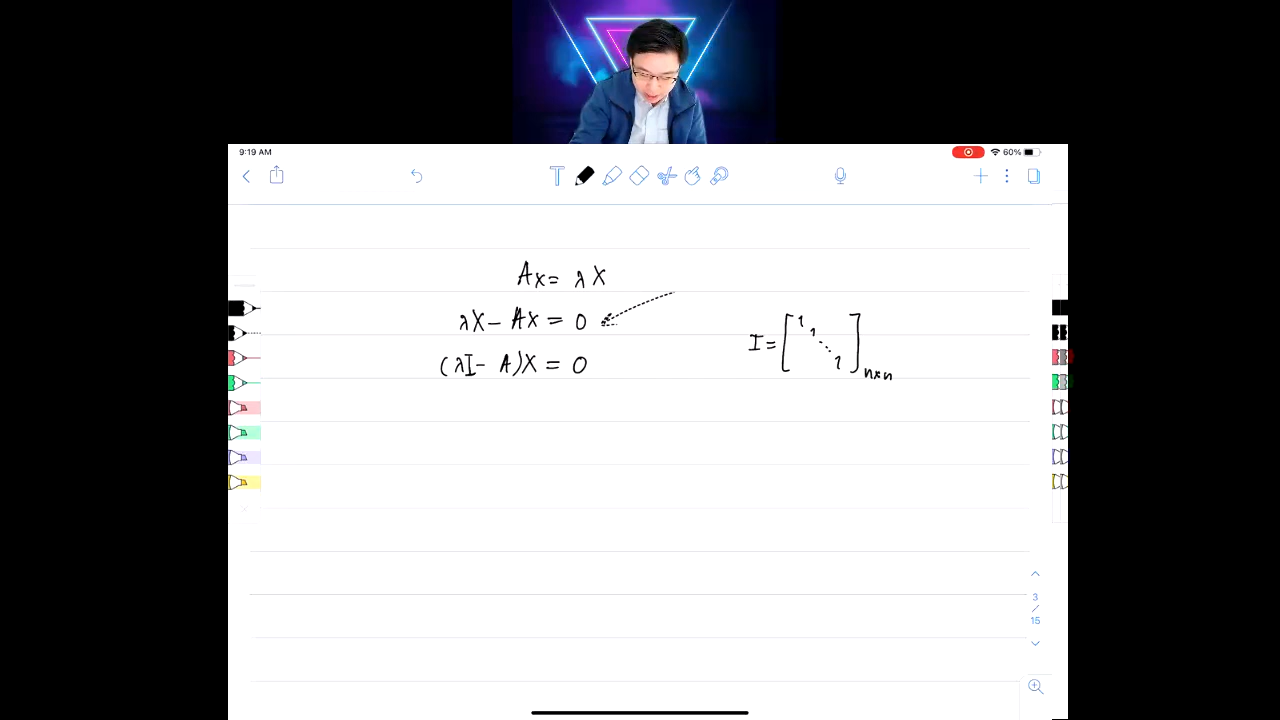 9:19 AM
60%
T
Ax = λX
λX - AX = 0
(λI - A)X = 0
I = [1 1 ⋱ 1]n×n
3
/
15